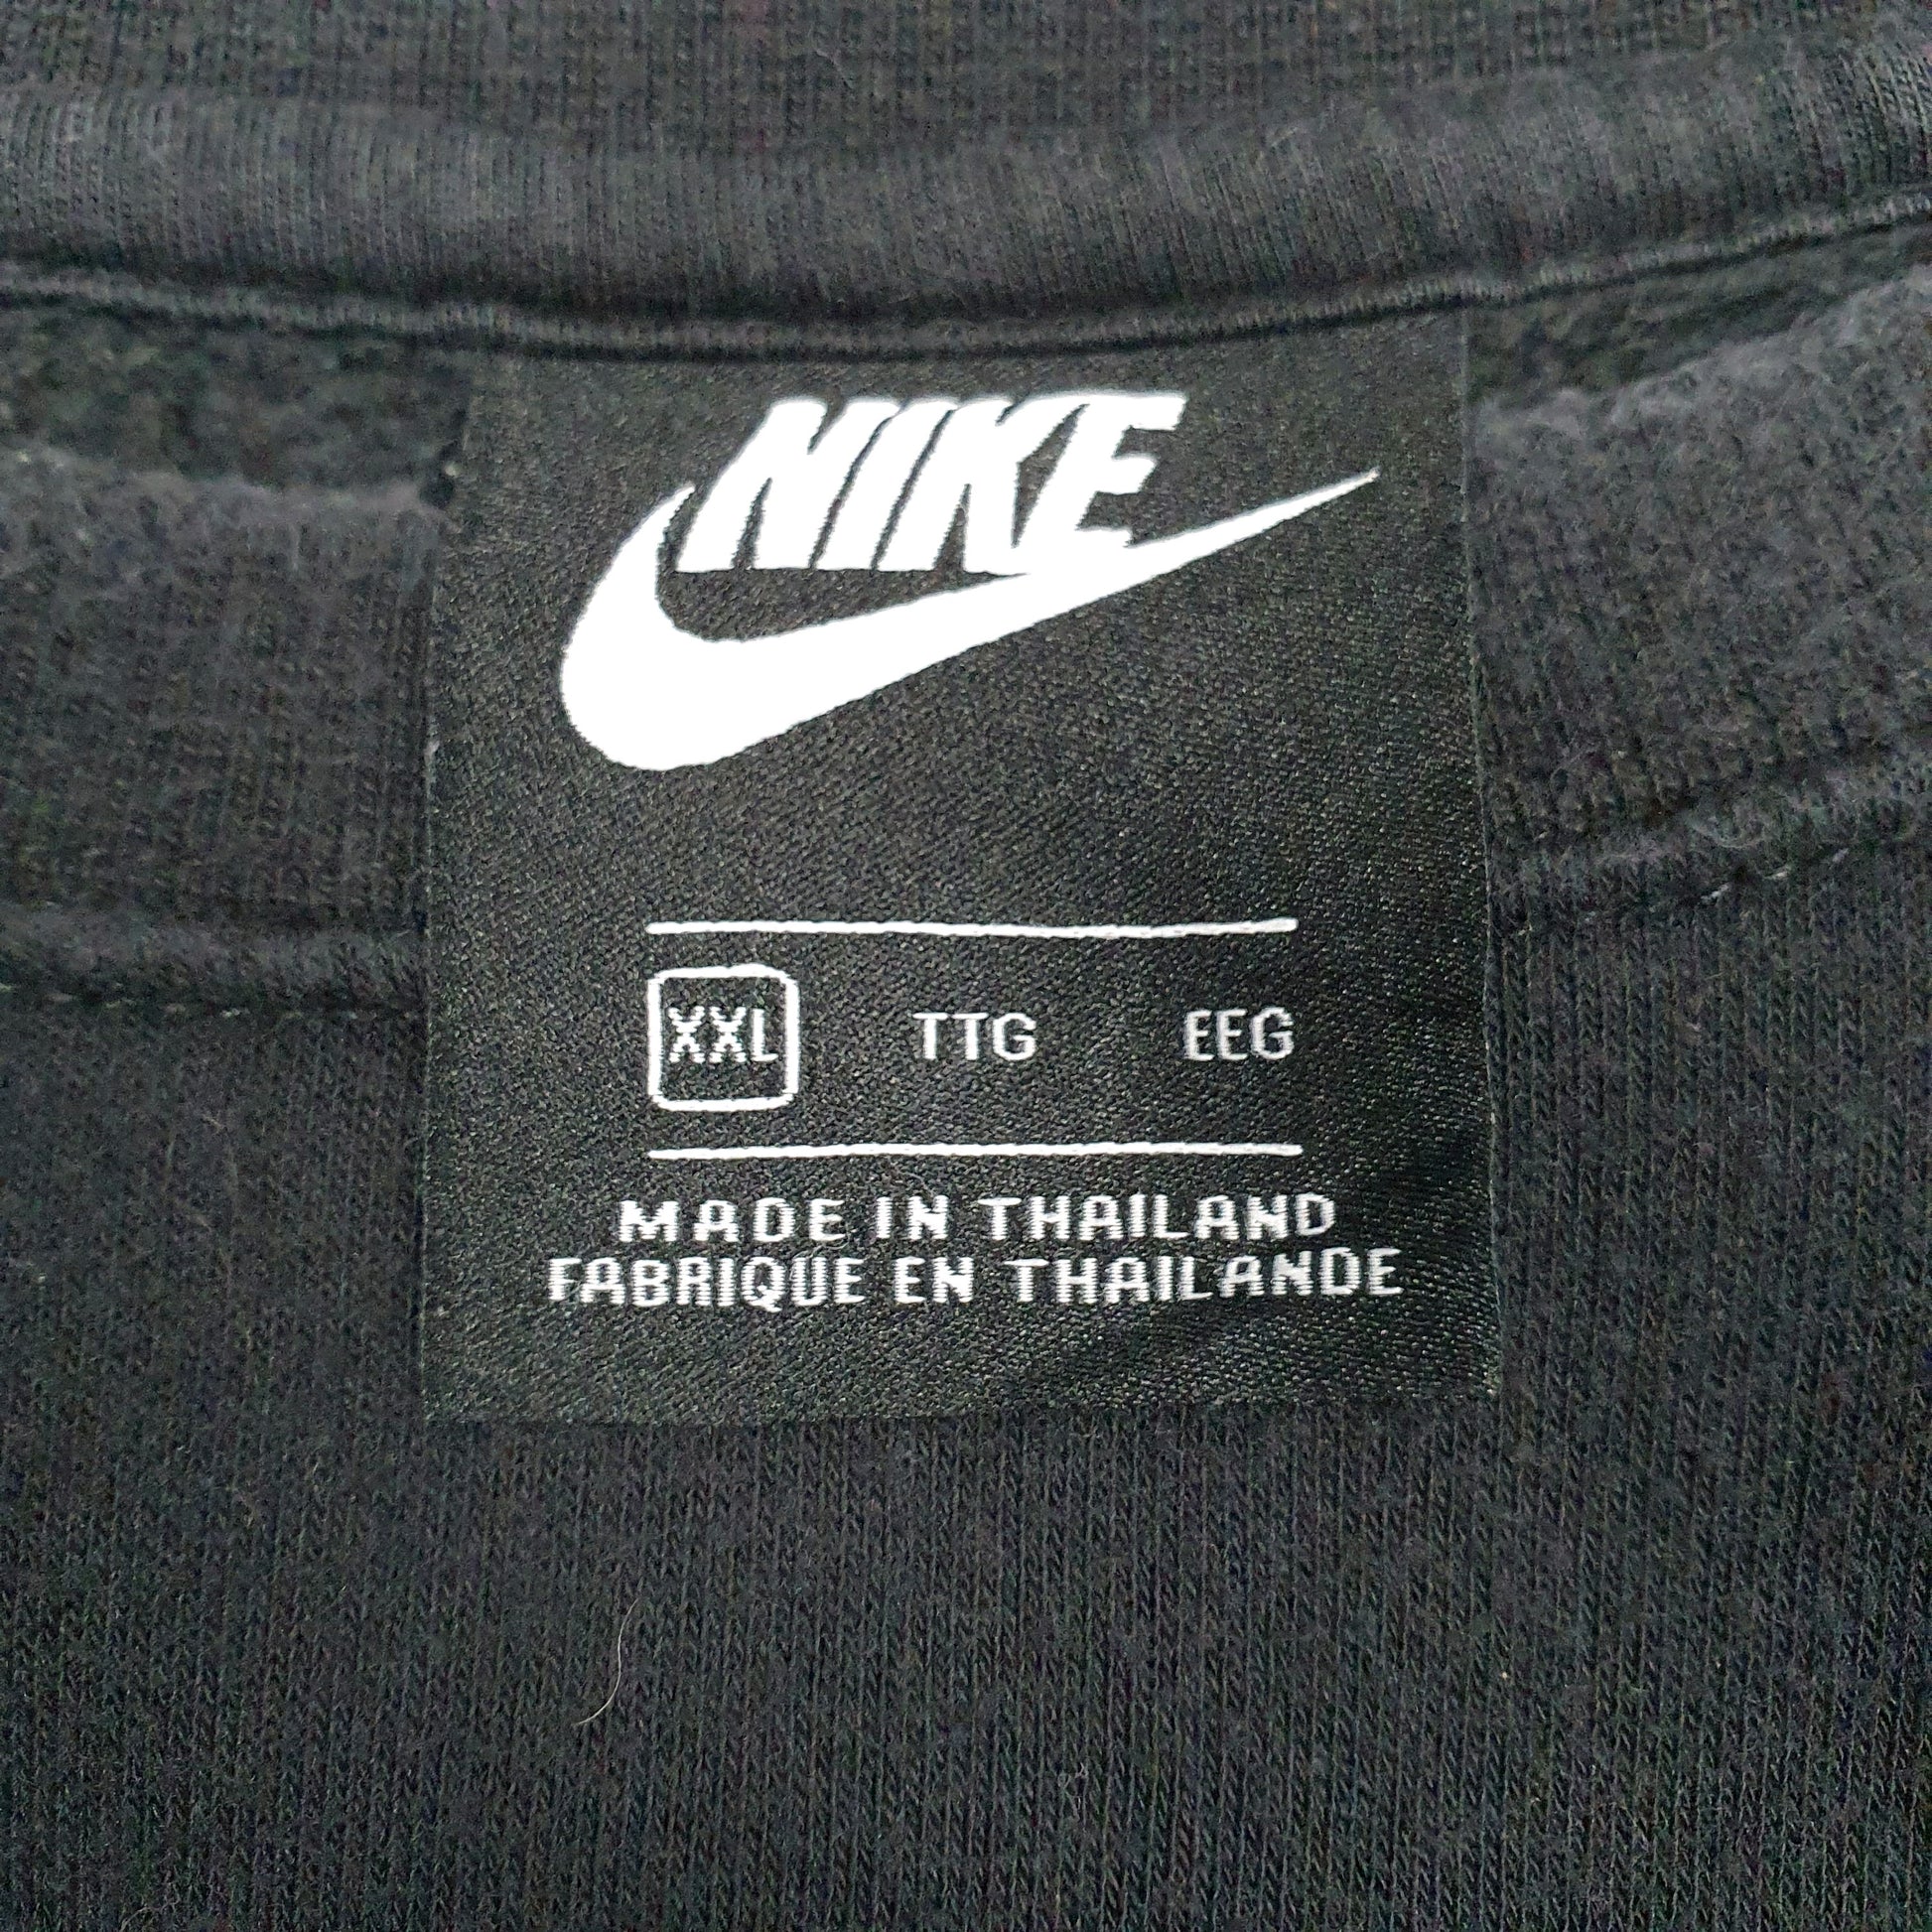 NIKE
XXL TTG EEG
MADE IN THAILAND
FABRIQUE EN THAILANDE